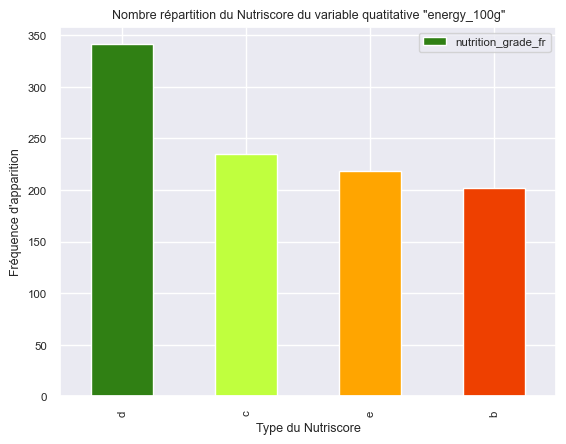 Nombre répartition du Nutriscore du variable quatitative "energy_100g"
nutrition_grade_fr
Fréquence d'apparition
350
300
250
200
150
100
50
0
d
c
e
b
Type du Nutriscore